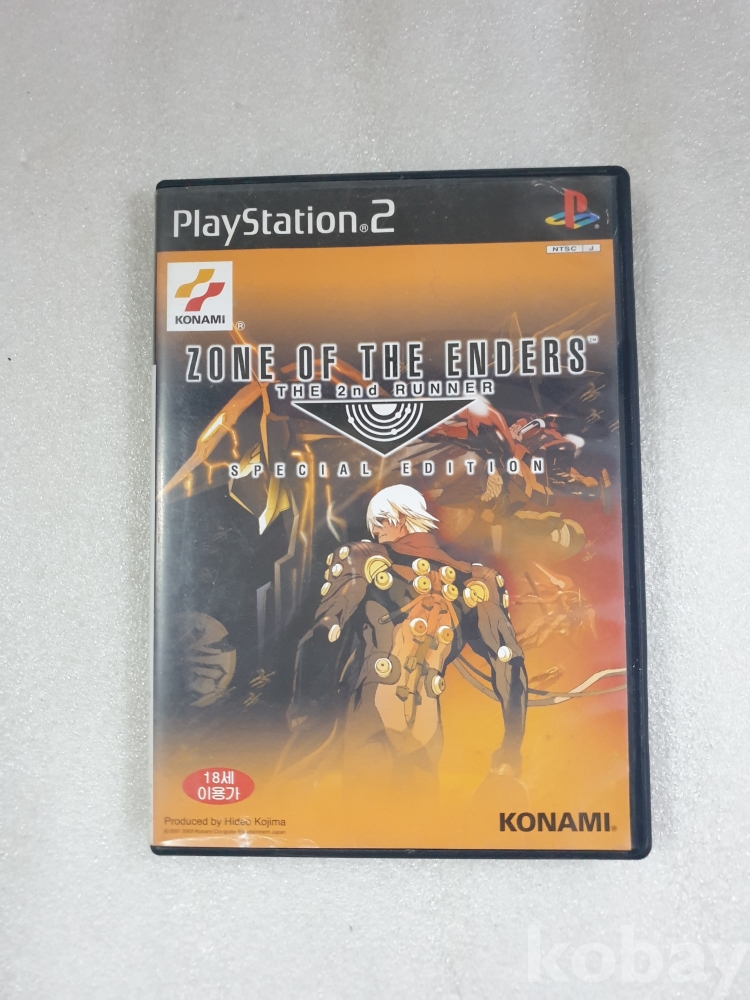 PlayStation®2
NTSC J
KONAMI®
ZONE OF THE ENDERS™
THE 2nd RUNNER
SPECIAL EDITION
18세
이용가
Produced by Hideo Kojima
KONAMI®
kobay